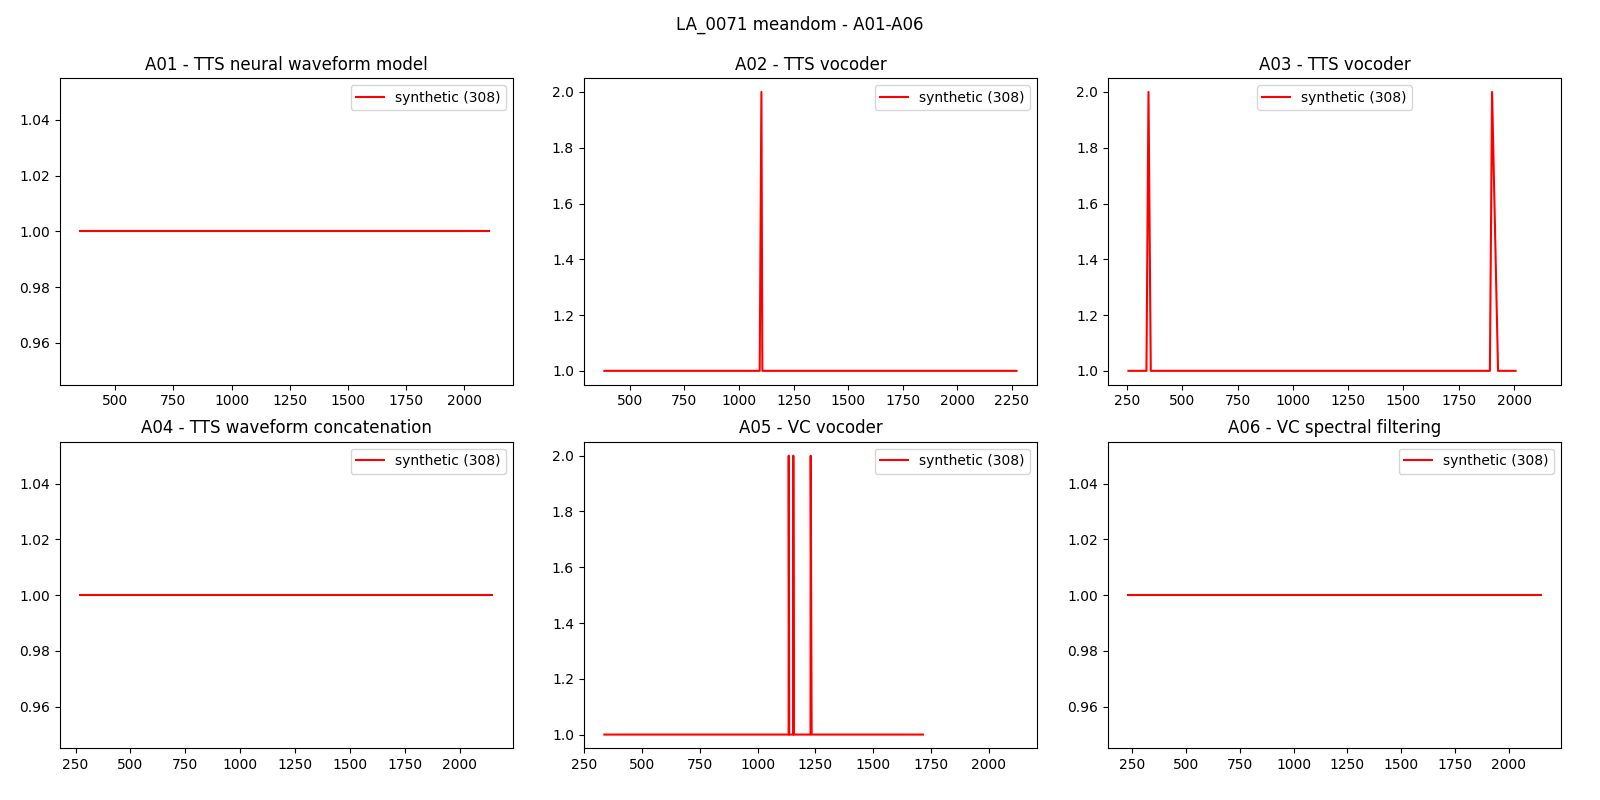 LA_0071 meandom - A01-A06
A01 - TTS neural waveform model
synthetic (308)
1.04
1.02
1.00
0.98
0.96
500 750 1000 1250 1500 1750 2000
A02 - TTS vocoder
synthetic (308)
2.0
1.8
1.6
1.4
1.2
1.0
500 750 1000 1250 1500 1750 2000 2250
A03 - TTS vocoder
synthetic (308)
2.0
1.8
1.6
1.4
1.2
1.0
250 500 750 1000 1250 1500 1750 2000
A04 - TTS waveform concatenation
synthetic (308)
1.04
1.02
1.00
0.98
0.96
250 500 750 1000 1250 1500 1750 2000
A05 - VC vocoder
synthetic (308)
2.0
1.8
1.6
1.4
1.2
1.0
250 500 750 1000 1250 1500 1750 2000
A06 - VC spectral filtering
synthetic (308)
1.04
1.02
1.00
0.98
0.96
250 500 750 1000 1250 1500 1750 2000